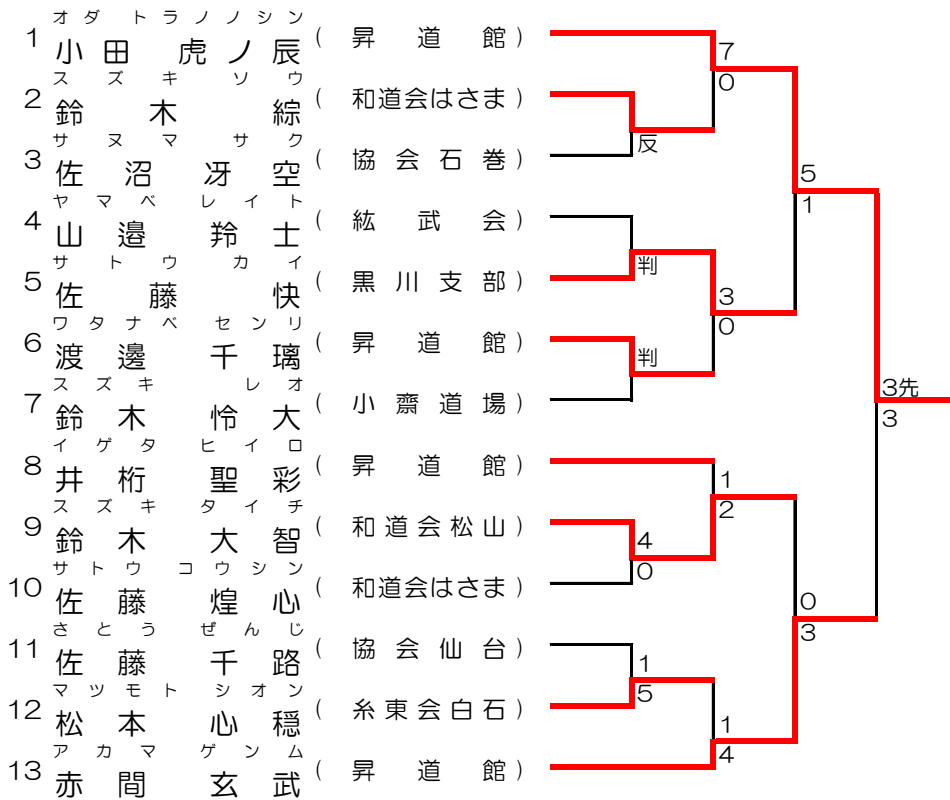 オダ トラノノシン
1 小田 虎ノ辰 ( 昇道館 )
スズキ ソウ
2 鈴木 綜 ( 和道会はさま )
サヌマ サク
3 佐沼 冴空 ( 協会石巻 )
ヤマベ レイト
4 山邉 羚士 ( 紘武会 )
サトウ カイ
5 佐藤 快 ( 黒川支部 )
ワタナベ センリ
6 渡邊 千璃 ( 昇道館 )
スズキ レオ
7 鈴木 怜大 ( 小齋道場 )
イゲタ ヒイロ
8 井桁 聖彩 ( 昇道館 )
スズキ タイチ
9 鈴木 大智 ( 和道会松山 )
サトウ コウシン
10 佐藤 煌心 ( 和道会はさま )
さとう ぜんじ
11 佐藤 千路 ( 協会仙台 )
マツモト シオン
12 松本 心穏 ( 糸東会白石 )
アカマ ゲンム
13 赤間 玄武 ( 昇道館 )
7
0
反
5
1
判
3
0
判
3先
3
1
2
4
0
0
3
1
5
1
4